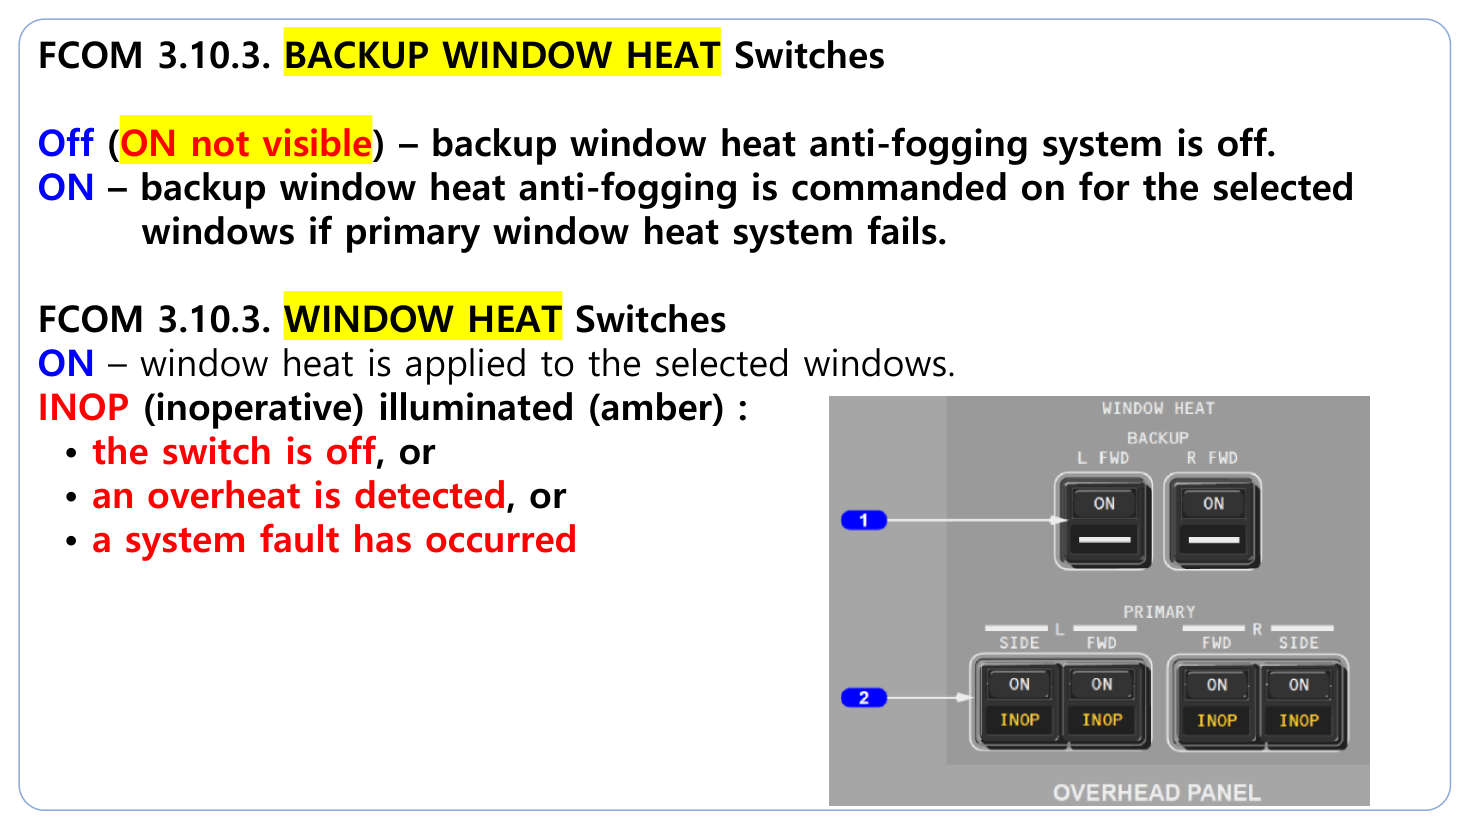 FCOM 3.10.3. BACKUP WINDOW HEAT Switches
Off (ON not visible) – backup window heat anti-fogging system is off.
ON – backup window heat anti-fogging is commanded on for the selected
windows if primary window heat system fails.
FCOM 3.10.3. WINDOW HEAT Switches
ON – window heat is applied to the selected windows.
INOP (inoperative) illuminated (amber) :
• the switch is off, or
• an overheat is detected, or
• a system fault has occurred
WINDOW HEAT
BACKUP
L FWD R FWD
ON ON
1
PRIMARY
L R
SIDE FWD FWD SIDE
ON ON ON ON
2
INOP INOP INOP INOP
OVERHEAD PANEL